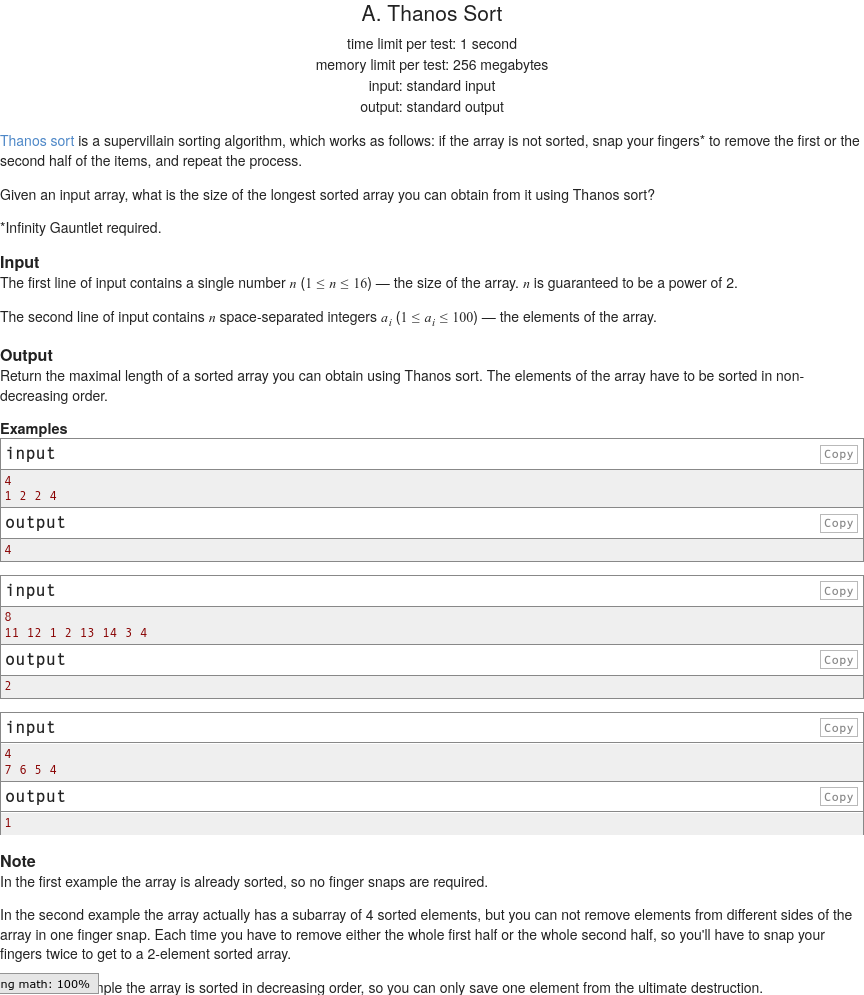 A. Thanos Sort
time limit per test: 1 second
memory limit per test: 256 megabytes
input: standard input
output: standard output
Thanos sort is a supervillain sorting algorithm, which works as follows: if the array is not sorted, snap your fingers* to remove the first or the
second half of the items, and repeat the process.
Given an input array, what is the size of the longest sorted array you can obtain from it using Thanos sort?
*Infinity Gauntlet required.
Input
The first line of input contains a single number n (1 ≤ n ≤ 16) — the size of the array. n is guaranteed to be a power of 2.
The second line of input contains n space-separated integers a_i (1 ≤ a_i ≤ 100) — the elements of the array.
Output
Return the maximal length of a sorted array you can obtain using Thanos sort. The elements of the array have to be sorted in non-
decreasing order.
Examples
input Copy
4
1 2 2 4
output Copy
4
input Copy
8
11 12 1 2 13 14 3 4
output Copy
2
input Copy
4
7 6 5 4
output Copy
1
Note
In the first example the array is already sorted, so no finger snaps are required.
In the second example the array actually has a subarray of 4 sorted elements, but you can not remove elements from different sides of the
array in one finger snap. Each time you have to remove either the whole first half or the whole second half, so you'll have to snap your
fingers twice to get to a 2-element sorted array.
ng math: 100% nple the array is sorted in decreasing order, so you can only save one element from the ultimate destruction.